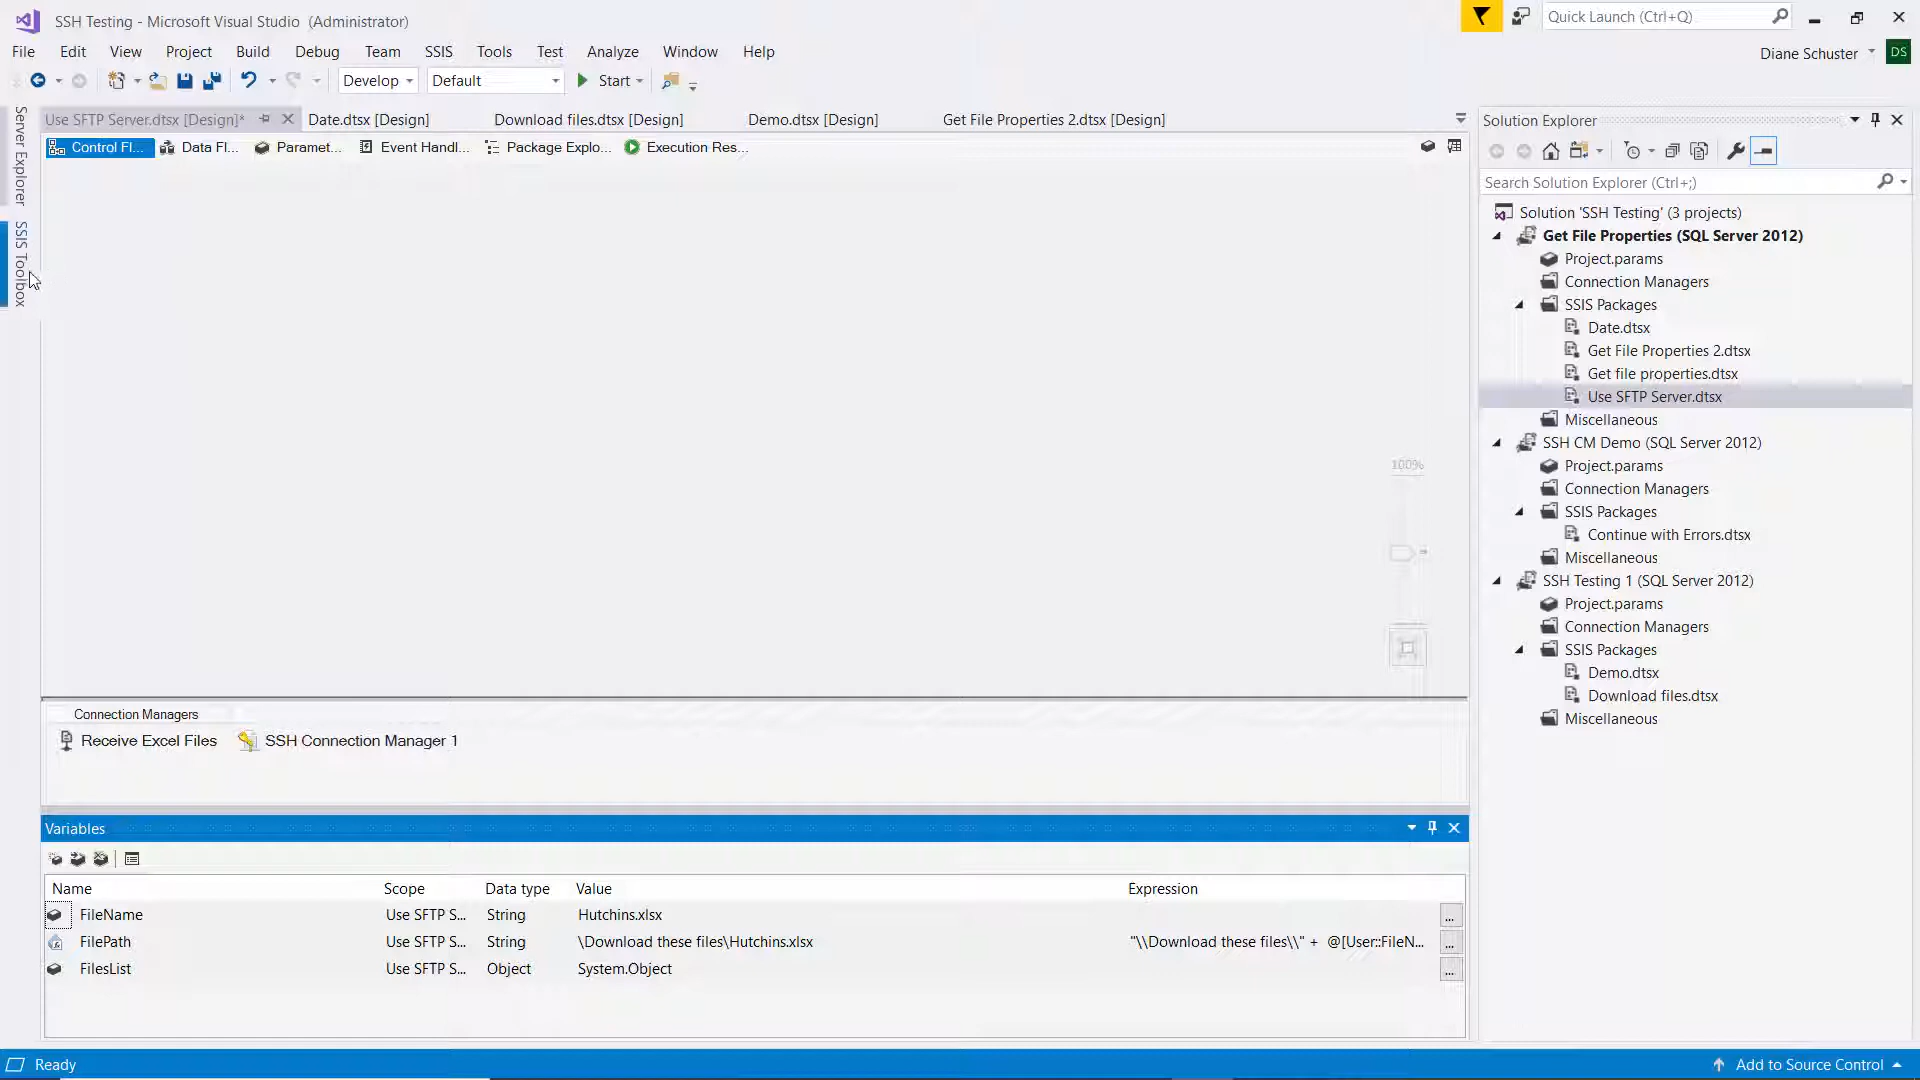 SSH Testing - Microsoft Visual Studio (Administrator)
Quick Launch (Ctrl+Q)
File Edit View Project Build Debug Team SSIS Tools Test Analyze Window Help
Diane Schuster DS
Develop Default Start
Server Explorer
SSIS Toolbox
Use SFTP Server.dtsx [Design]* Date.dtsx [Design] Download files.dtsx [Design] Demo.dtsx [Design] Get File Properties 2.dtsx [Design]
Control Fl... Data Fl... Paramet... Event Handl... Package Explo... Execution Res...
100%
Connection Managers
Receive Excel Files SSH Connection Manager 1
Variables
Name Scope Data type Value Expression
FileName Use SFTP S... String Hutchins.xlsx ...
FilePath Use SFTP S... String \Download these files\Hutchins.xlsx "\\Download these files\\" + @[User::FileN... ...
FilesList Use SFTP S... Object System.Object ...
Solution Explorer
Search Solution Explorer (Ctrl+;)
Solution 'SSH Testing' (3 projects)
Get File Properties (SQL Server 2012)
Project.params
Connection Managers
SSIS Packages
Date.dtsx
Get File Properties 2.dtsx
Get file properties.dtsx
Use SFTP Server.dtsx
Miscellaneous
SSH CM Demo (SQL Server 2012)
Project.params
Connection Managers
SSIS Packages
Continue with Errors.dtsx
Miscellaneous
SSH Testing 1 (SQL Server 2012)
Project.params
Connection Managers
SSIS Packages
Demo.dtsx
Download files.dtsx
Miscellaneous
Ready
Add to Source Control